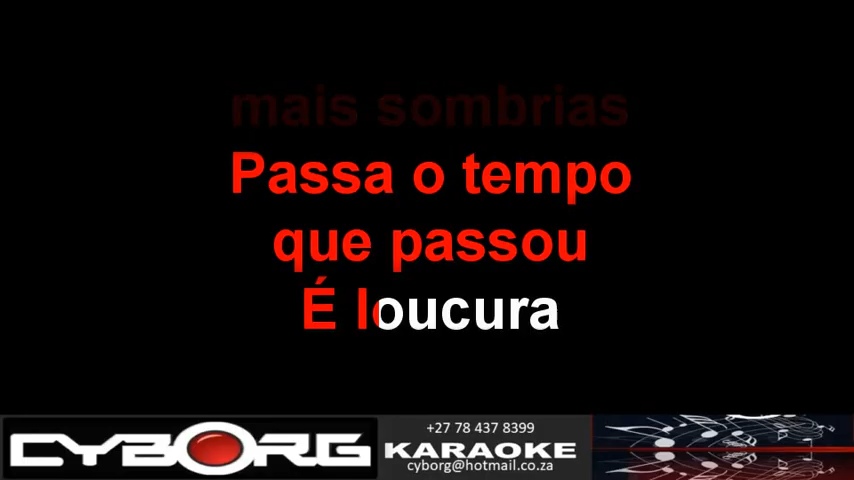 mais sombrias
Passa o tempo
que passou
É loucura
CYBORG
+27 78 437 8399
KARAOKE
cyborg@hotmail.co.za